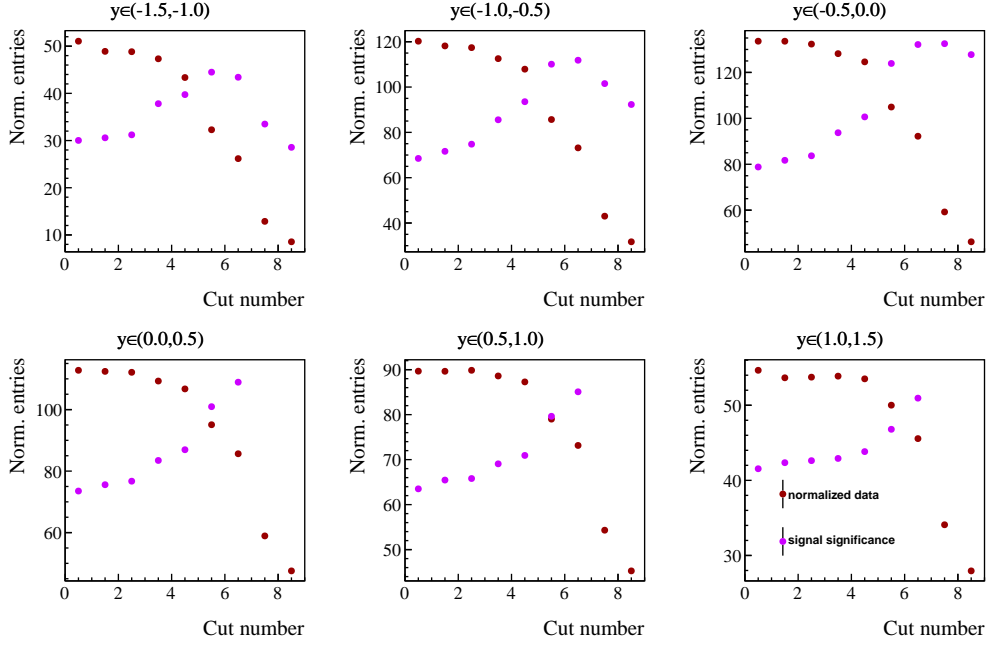 y∈(-1.5,-1.0)
Norm. entries
50
40
30
20
10
0 2 4 6 8
Cut number
y∈(-1.0,-0.5)
Norm. entries
120
100
80
60
40
0 2 4 6 8
Cut number
y∈(-0.5,0.0)
Norm. entries
120
100
80
60
0 2 4 6 8
Cut number
y∈(0.0,0.5)
Norm. entries
100
80
60
0 2 4 6 8
Cut number
y∈(0.5,1.0)
Norm. entries
90
80
70
60
50
0 2 4 6 8
Cut number
y∈(1.0,1.5)
Norm. entries
50
40
30
normalized data
signal significance
0 2 4 6 8
Cut number